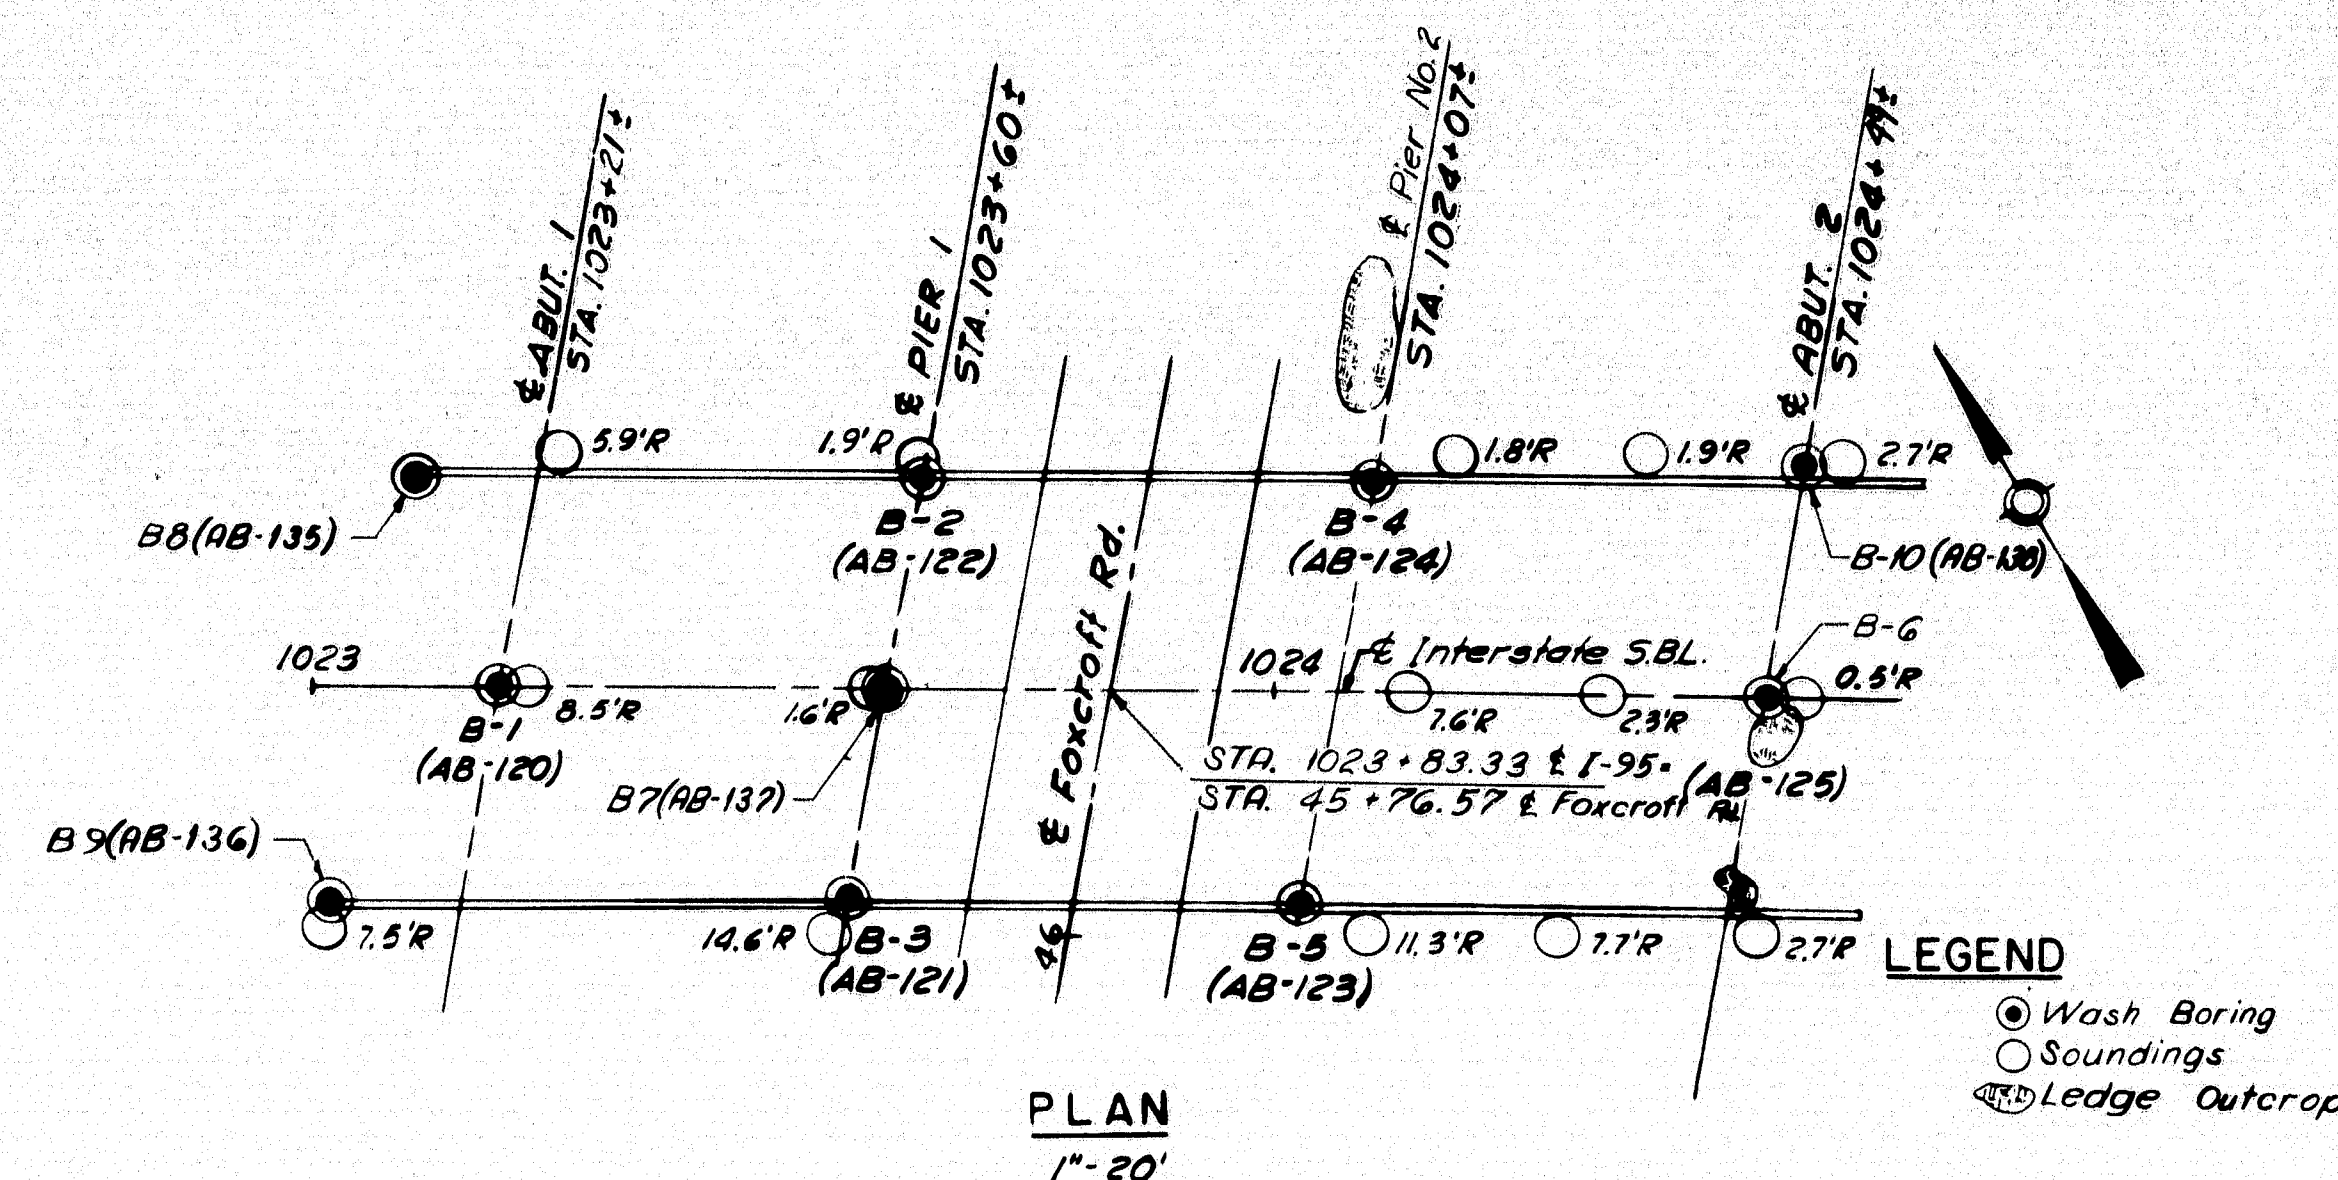 ℄ ABUT. 1
STA. 1023+21±
℄ PIER 1
STA. 1023+60±
℄ Pier No. 2
STA. 1024+07±
℄ ABUT. 2
STA. 1024+49±
5.9'R
1.9'R
1.8'R
1.9'R
2.7'R
B8(AB-135)
B-2
(AB-122)
B-4
(AB-124)
B-10(AB-138)
℄ Foxcroft Rd.
B-6
1023
1024
℄ Interstate S.B.L.
0.5'R
8.5'R
1.6'R
7.6'R
2.3'R
B-1
(AB-120)
B7(AB-137)
STA. 1023+83.33 ℄ I-95=
STA. 45+76.57 ℄ Foxcroft Rd.
(AB-125)
B9(AB-136)
7.5'R
14.6'R
B-3
(AB-121)
46
B-5
(AB-123)
11.3'R
7.7'R
2.7'R
LEGEND
Wash Boring
Soundings
Ledge Outcrop
PLAN
1"-20'